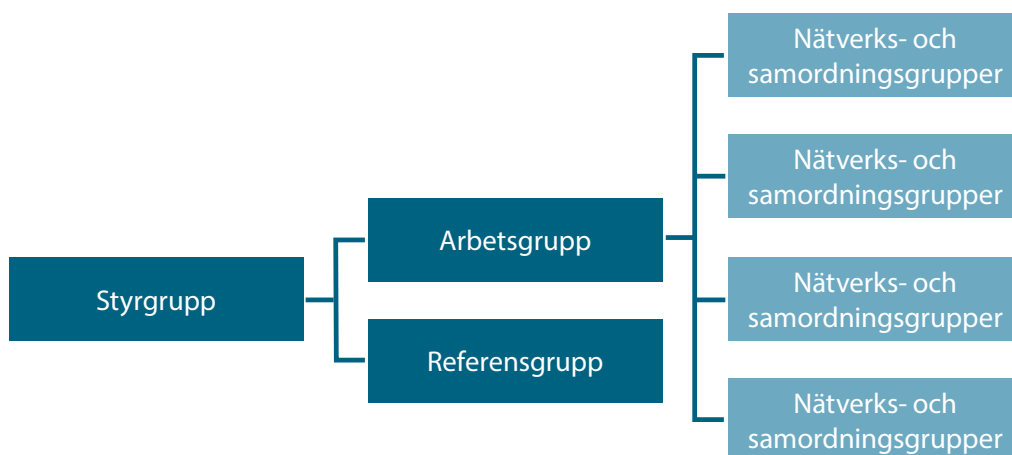 Styrgrupp
Arbetsgrupp
Referensgrupp
Nätverks- och
samordningsgrupper
Nätverks- och
samordningsgrupper
Nätverks- och
samordningsgrupper
Nätverks- och
samordningsgrupper